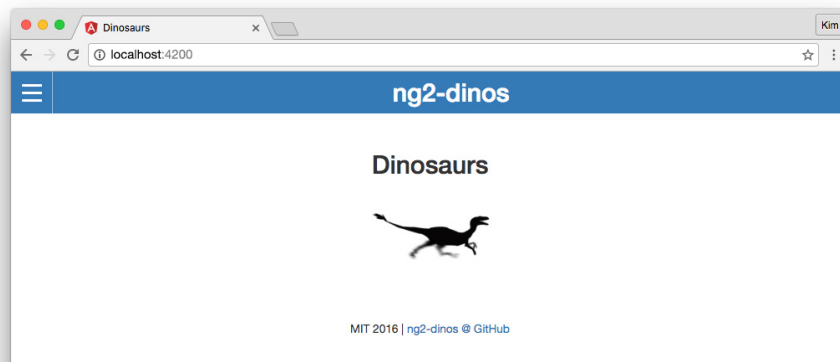 Dinosaurs
Kim
localhost:4200
ng2-dinos
Dinosaurs
MIT 2016 | ng2-dinos @ GitHub